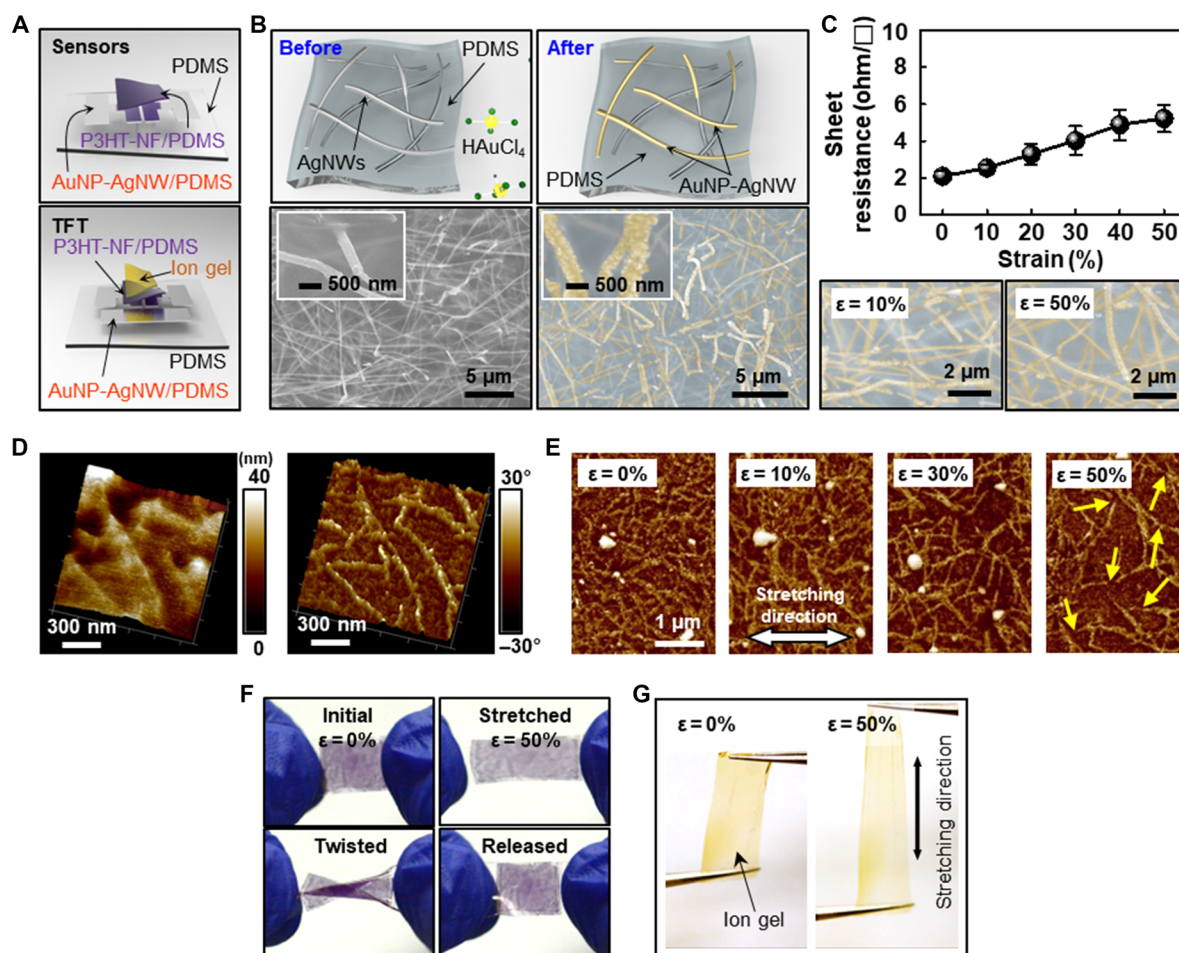 A
Sensors
PDMS
P3HT-NF/PDMS
AuNP-AgNW/PDMS
TFT
P3HT-NF/PDMS
Ion gel
PDMS
AuNP-AgNW/PDMS
B
Before
PDMS
AgNWs
HAuCl4
After
PDMS
AuNP-AgNW
500 nm
5 μm
500 nm
5 μm
C
Sheet
resistance (ohm/□)
10
8
6
4
2
0
0 10 20 30 40 50
Strain (%)
ε = 10%
2 μm
ε = 50%
2 μm
D
(nm)
40
0
300 nm
30°
–30°
300 nm
E
ε = 0%
1 μm
ε = 10%
Stretching
direction
ε = 30%
ε = 50%
F
Initial
ε = 0%
Stretched
ε = 50%
Twisted
Released
G
ε = 0%
Ion gel
ε = 50%
Stretching direction